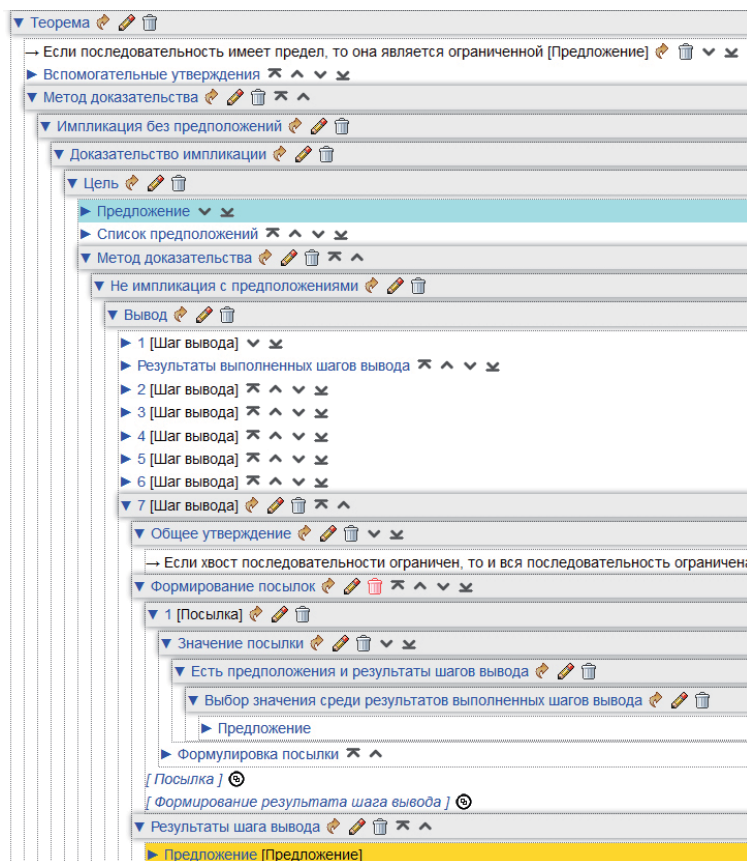 ▼ Теорема
→ Если последовательность имеет предел, то она является ограниченной [Предложение]
► Вспомогательные утверждения
▼ Метод доказательства
▼ Импликация без предположений
▼ Доказательство импликации
▼ Цель
► Предложение
► Список предположений
▼ Метод доказательства
▼ Не импликация с предположениями
▼ Вывод
► 1 [Шаг вывода]
► Результаты выполненных шагов вывода
► 2 [Шаг вывода]
► 3 [Шаг вывода]
► 4 [Шаг вывода]
► 5 [Шаг вывода]
► 6 [Шаг вывода]
▼ 7 [Шаг вывода]
▼ Общее утверждение
→ Если хвост последовательности ограничен, то и вся последовательность ограничена
▼ Формирование посылок
▼ 1 [Посылка]
▼ Значение посылки
▼ Есть предположения и результаты шагов вывода
▼ Выбор значения среди результатов выполненных шагов вывода
► Предложение
► Формулировка посылки
[ Посылка ]
[ Формирование результата шага вывода ]
▼ Результаты шага вывода
► Предложение [Предложение]